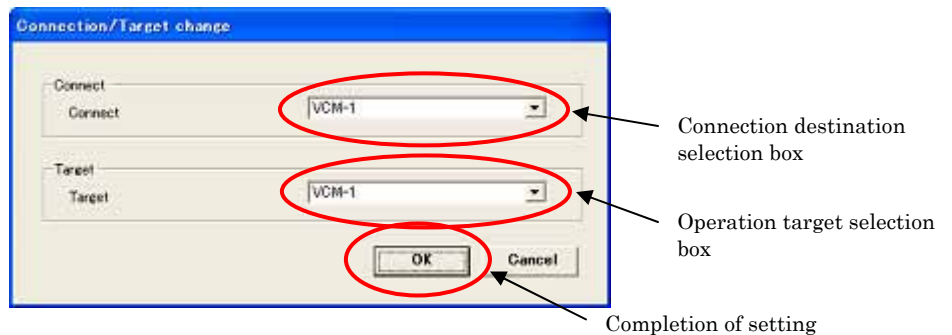 Connection/Target change
Connect
Connect
VCM-1
Connection destination
selection box
Target
Target
VCM-1
Operation target selection
box
OK
Cancel
Completion of setting